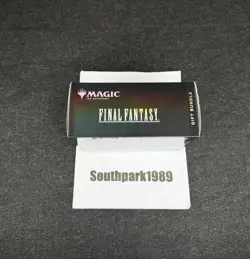 MAGIC
THE GATHERING
FINAL FANTASY
GIFT BUNDLE
Southpark1989